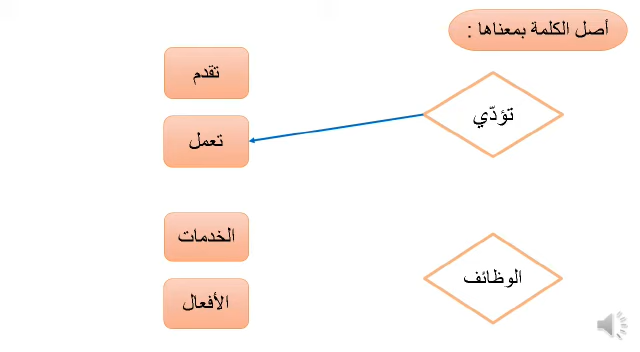 أصل الكلمة بمعناها :
تؤدّي
تقدم
تعمل
الوظائف
الخدمات
الأفعال